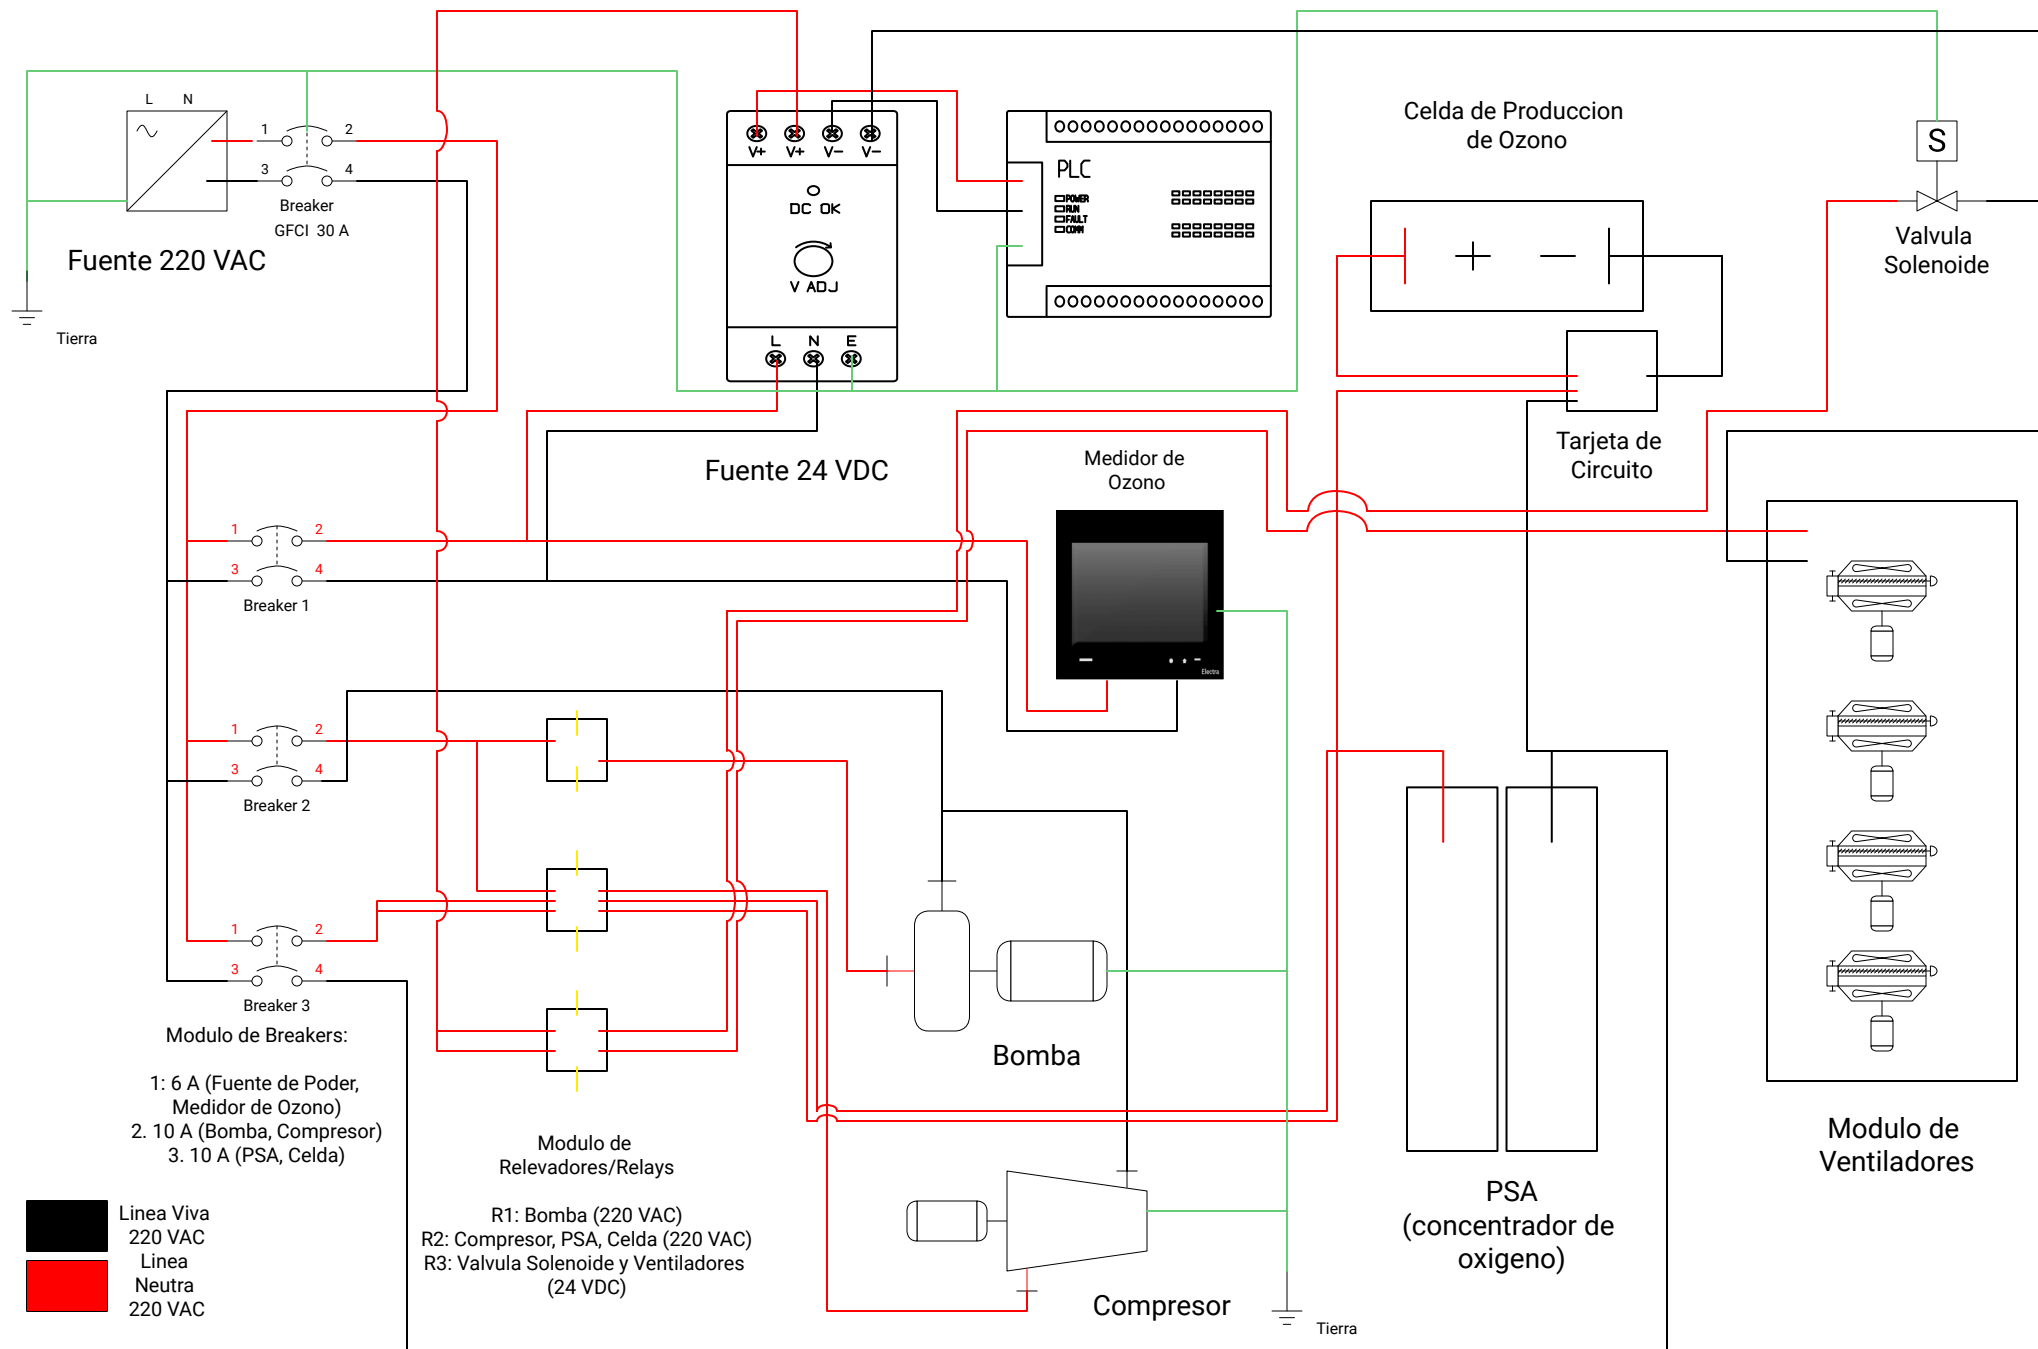 L N
1 2
3 4
Breaker
GFCI 30 A
Fuente 220 VAC
Tierra
V+ V+ V- V-
DC OK
V ADJ
L N E
Fuente 24 VDC
PLC
POWER
RUN
FAULT
COMM
Celda de Produccion
de Ozono
S
Valvula
Solenoide
Tarjeta de
Circuito
Medidor de
Ozono
Electra
1 2
3 4
Breaker 1
1 2
3 4
Breaker 2
1 2
3 4
Breaker 3
Modulo de Breakers:
1: 6 A (Fuente de Poder,
Medidor de Ozono)
2. 10 A (Bomba, Compresor)
3. 10 A (PSA, Celda)
Linea Viva
220 VAC
Linea
Neutra
220 VAC
Modulo de
Relevadores/Relays
R1: Bomba (220 VAC)
R2: Compresor, PSA, Celda (220 VAC)
R3: Valvula Solenoide y Ventiladores
(24 VDC)
Bomba
Compresor
Tierra
PSA
(concentrador de
oxigeno)
Modulo de
Ventiladores